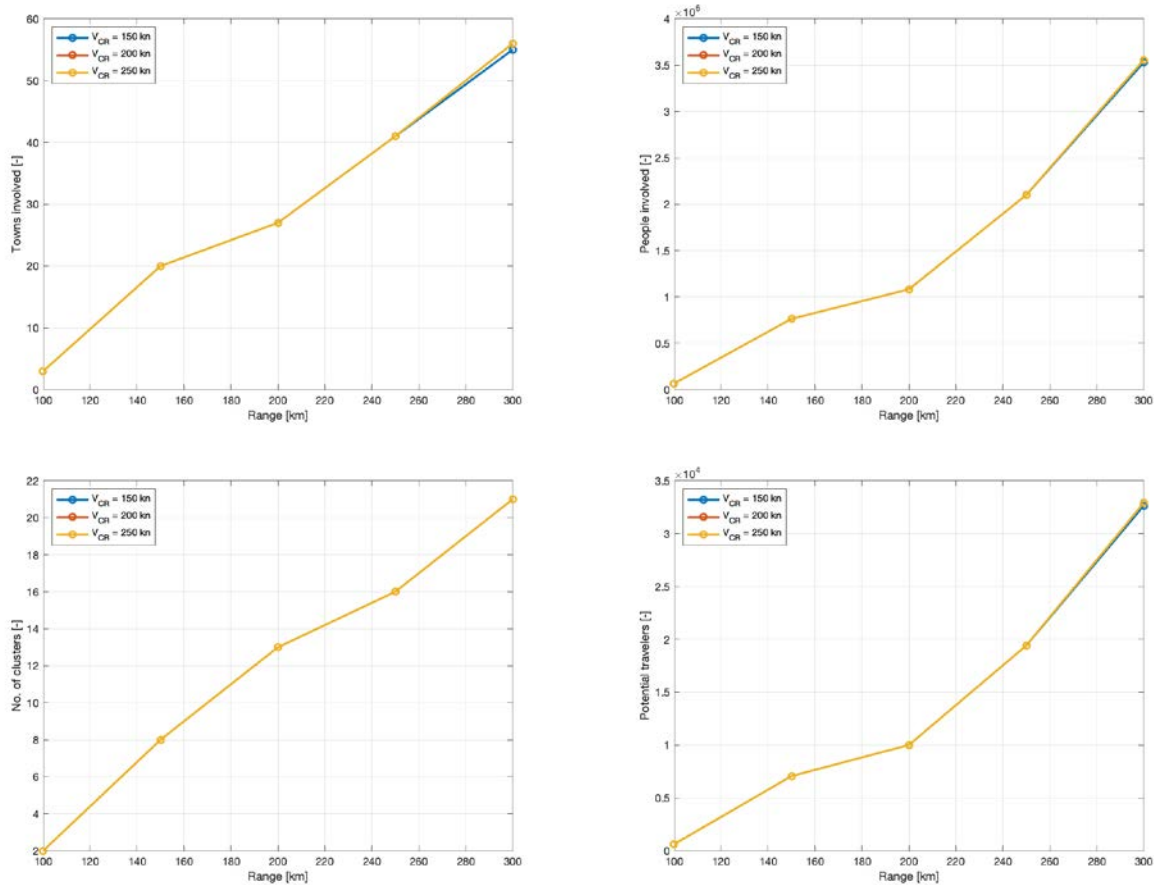 60
50
40
30
20
10
0
Towns involved [-]
V_CR = 150 kn
V_CR = 200 kn
V_CR = 250 kn
100 120 140 160 180 200 220 240 260 280 300
Range [km]
×10^6
4
3.5
3
2.5
2
1.5
1
0.5
0
People involved [-]
V_CR = 150 kn
V_CR = 200 kn
V_CR = 250 kn
100 120 140 160 180 200 220 240 260 280 300
Range [km]
22
20
18
16
14
12
10
8
6
4
2
No. of clusters [-]
V_CR = 150 kn
V_CR = 200 kn
V_CR = 250 kn
100 120 140 160 180 200 220 240 260 280 300
Range [km]
×10^4
3.5
3
2.5
2
1.5
1
0.5
0
Potential travelers [-]
V_CR = 150 kn
V_CR = 200 kn
V_CR = 250 kn
100 120 140 160 180 200 220 240 260 280 300
Range [km]